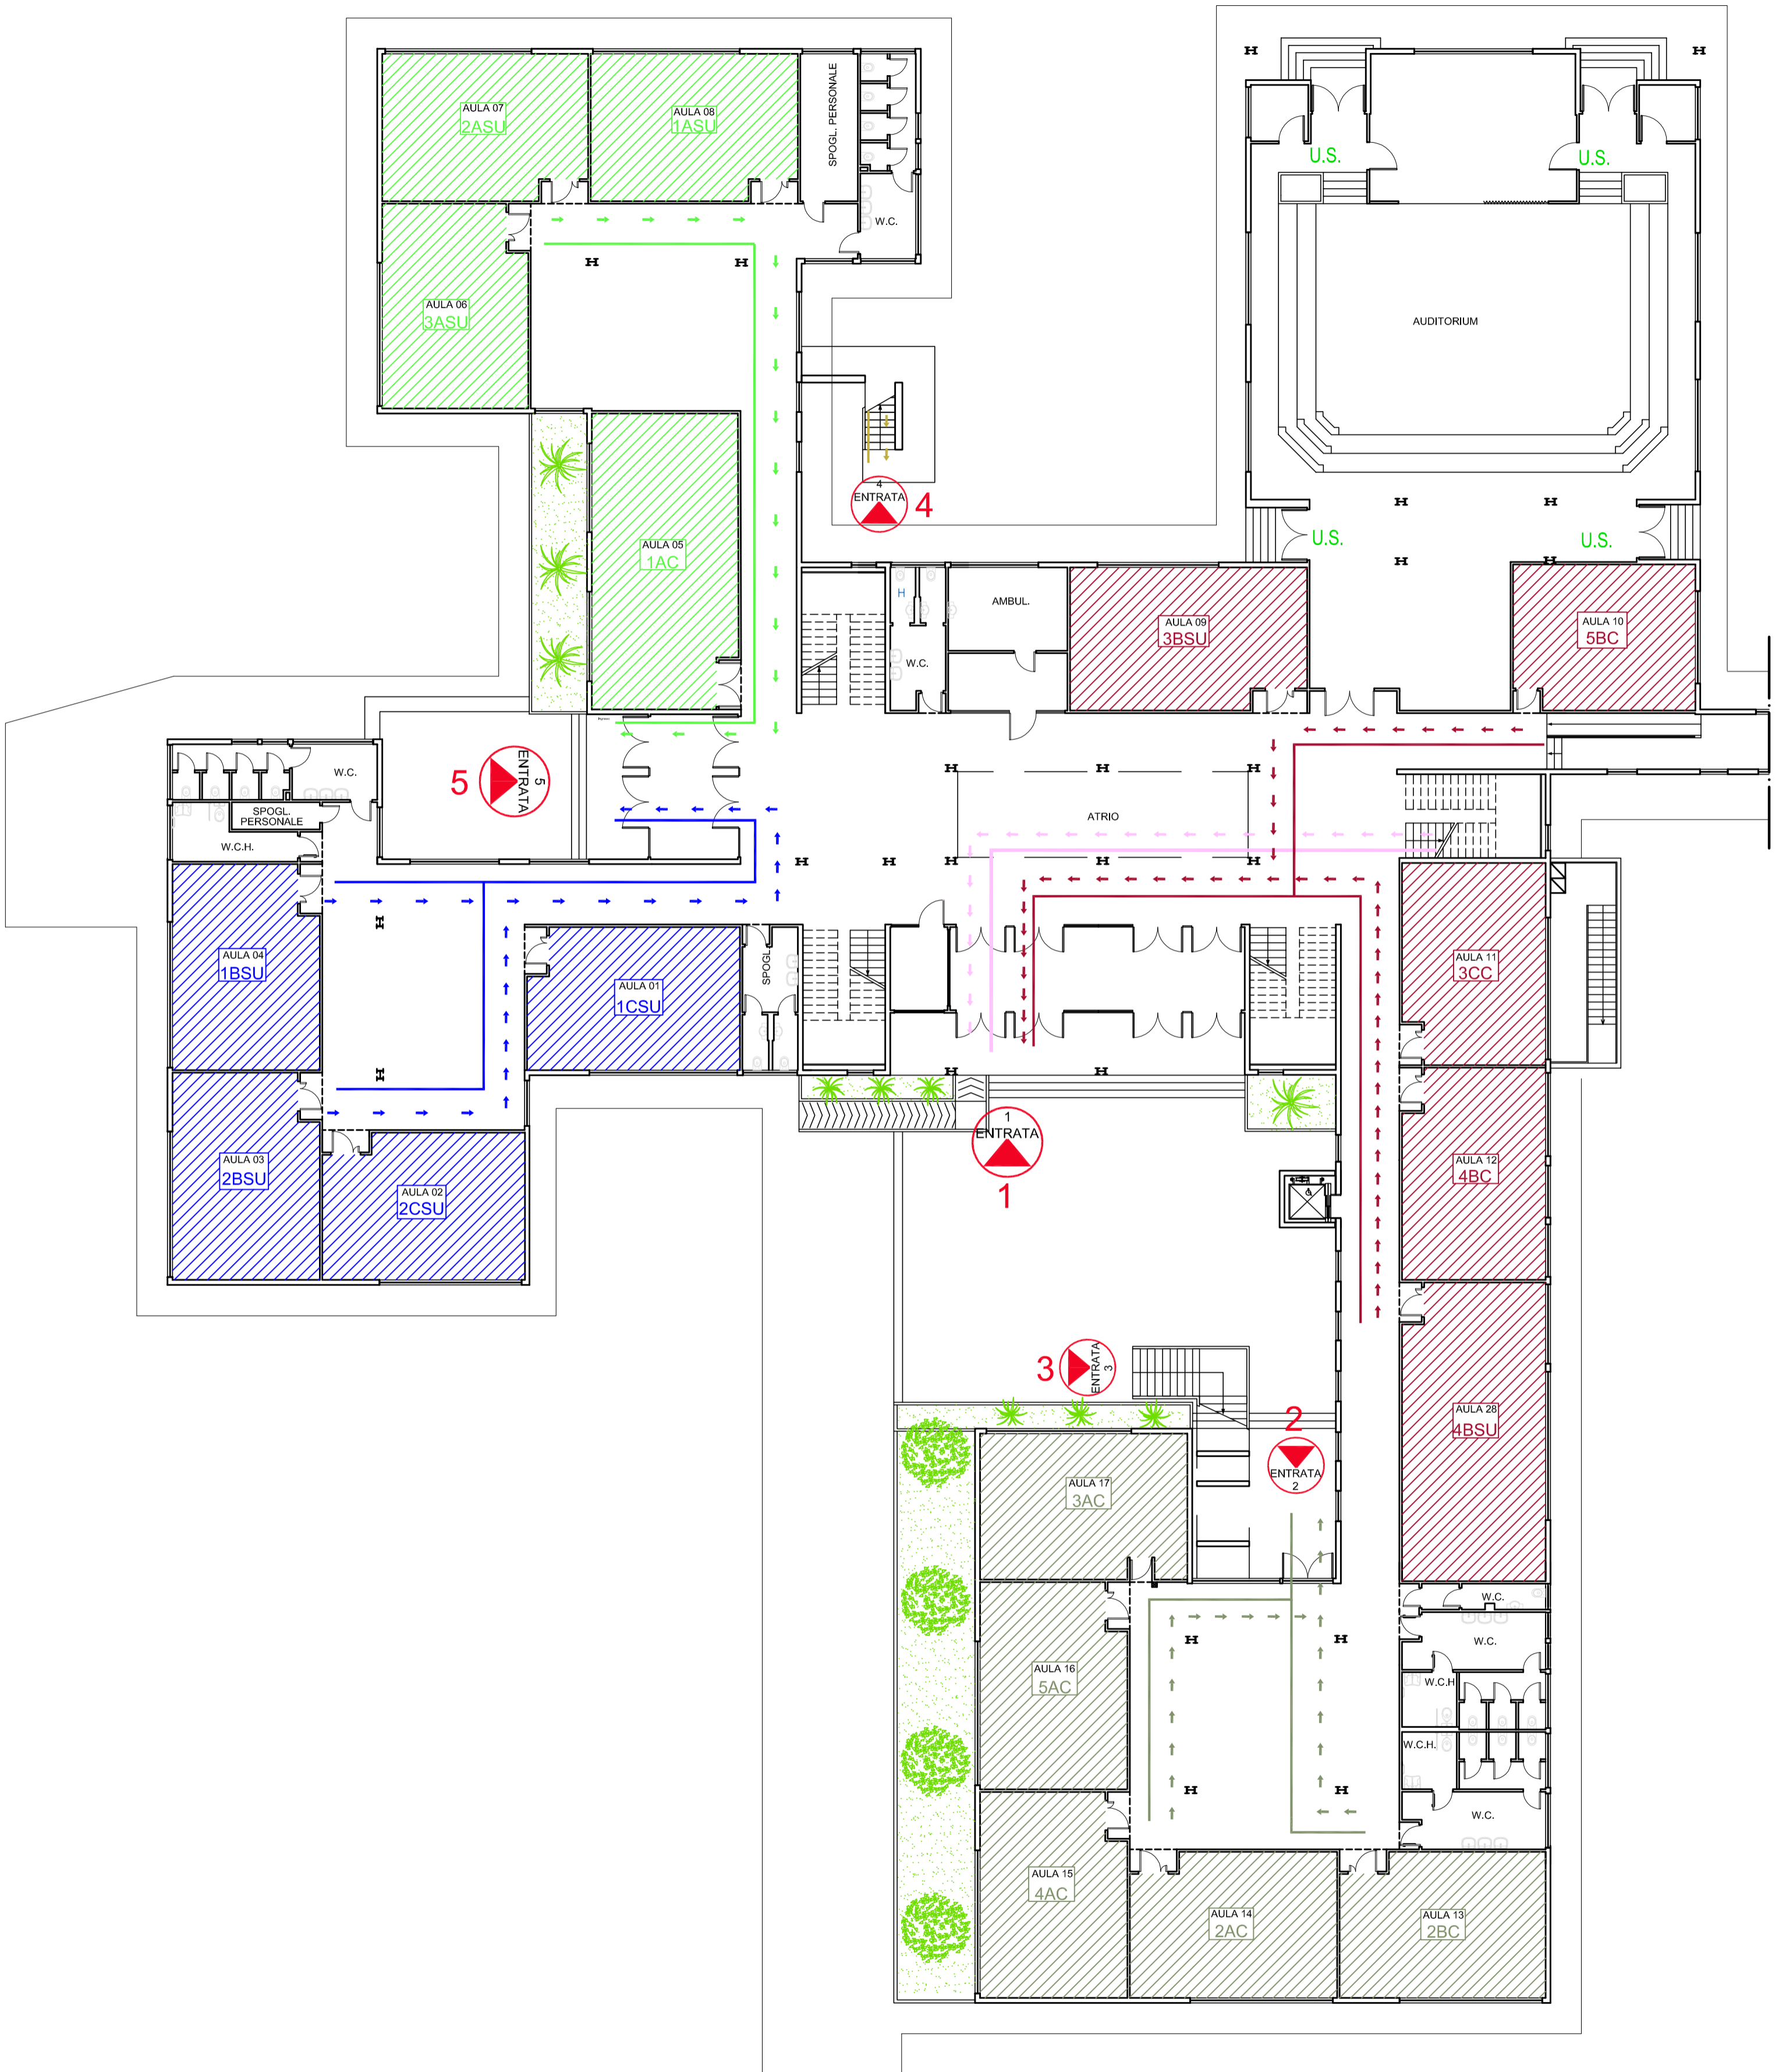 AULA 07
2ASU
AULA 08
1ASU
SPOGL. PERSONALE
W.C.
U.S.
U.S.
AULA 06
3ASU
AUDITORIUM
4
ENTRATA
4
AULA 05
1AC
U.S.
U.S.
H
AMBUL.
W.C.
AULA 09
3BSU
AULA 10
5BC
5
ENTRATA
5
W.C.
SPOGL.
PERSONALE
W.C.H.
ATRIO
AULA 04
1BSU
AULA 01
1CSU
SPOGL.
AULA 11
3CC
AULA 03
2BSU
AULA 02
2CSU
1
ENTRATA
1
AULA 12
4BC
3
ENTRATA
3
2
ENTRATA
2
AULA 28
4BSU
AULA 17
3AC
W.C.
W.C.
AULA 16
5AC
W.C.H
W.C.H.
W.C.
AULA 15
4AC
AULA 14
2AC
AULA 13
2BC